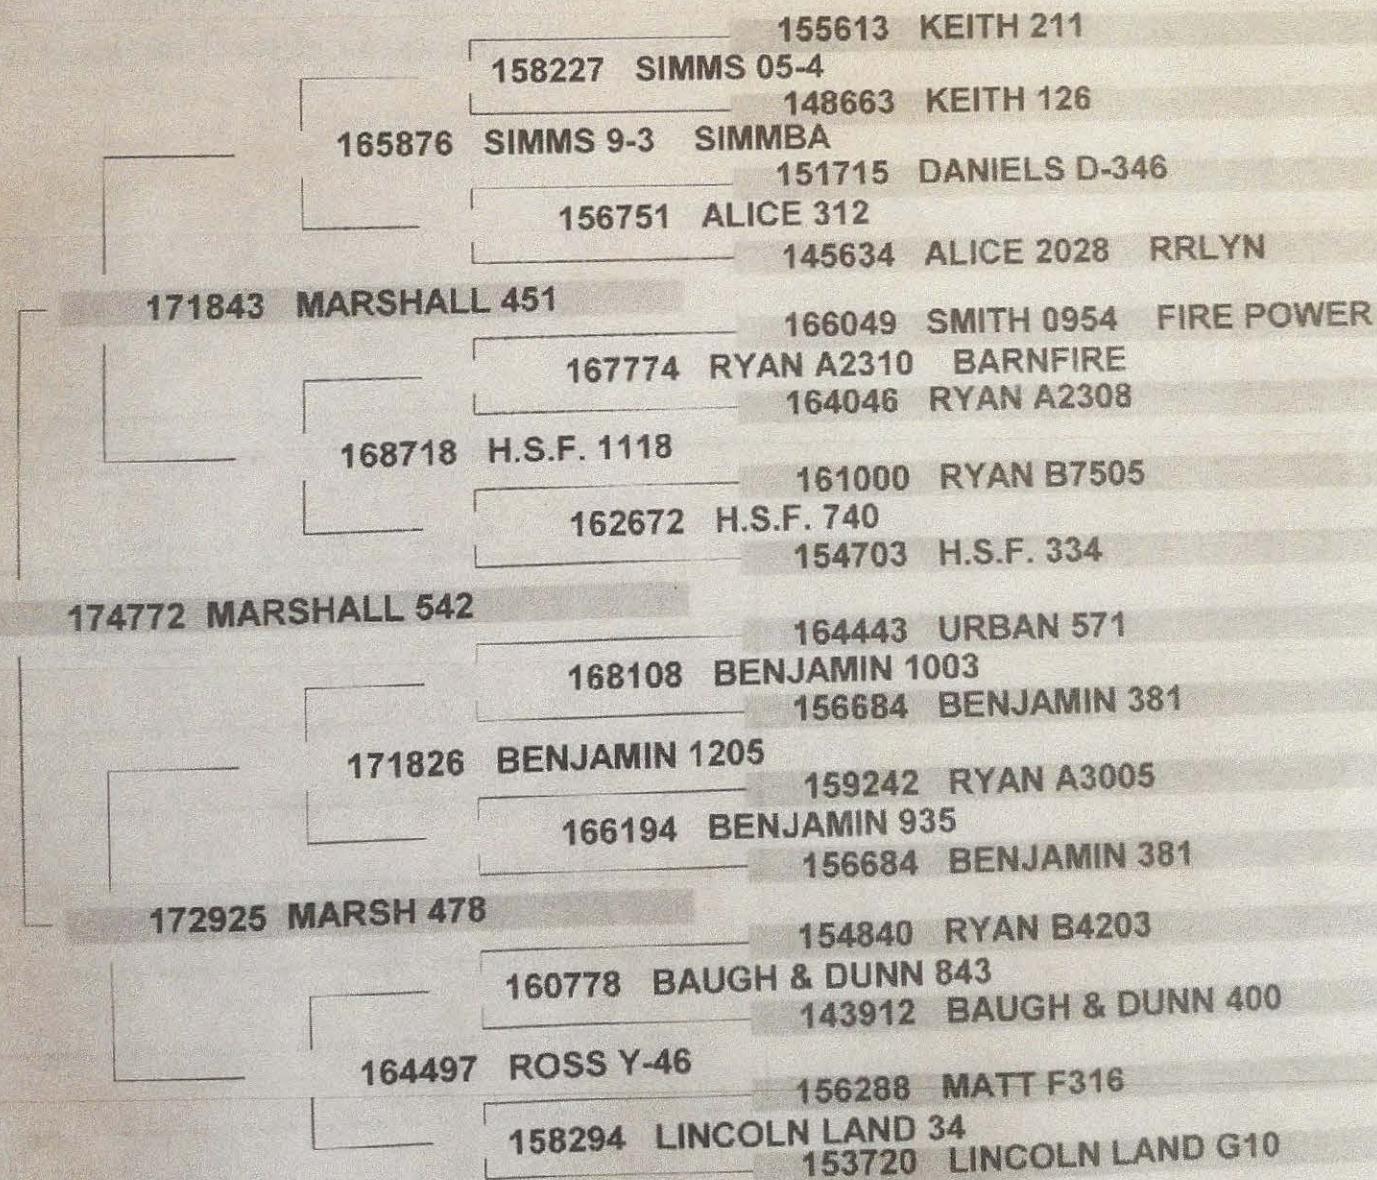 155613 KEITH 211
158227 SIMMS 05-4
148663 KEITH 126
165876 SIMMS 9-3 SIMMBA
151715 DANIELS D-346
156751 ALICE 312
145634 ALICE 2028 RRLYN
171843 MARSHALL 451
166049 SMITH 0954 FIRE POWER
167774 RYAN A2310 BARNFIRE
164046 RYAN A2308
168718 H.S.F. 1118
161000 RYAN B7505
162672 H.S.F. 740
154703 H.S.F. 334
174772 MARSHALL 542
164443 URBAN 571
168108 BENJAMIN 1003
156684 BENJAMIN 381
171826 BENJAMIN 1205
159242 RYAN A3005
166194 BENJAMIN 935
156684 BENJAMIN 381
172925 MARSH 478
154840 RYAN B4203
160778 BAUGH & DUNN 843
143912 BAUGH & DUNN 400
164497 ROSS Y-46
156288 MATT F316
158294 LINCOLN LAND 34
153720 LINCOLN LAND G10